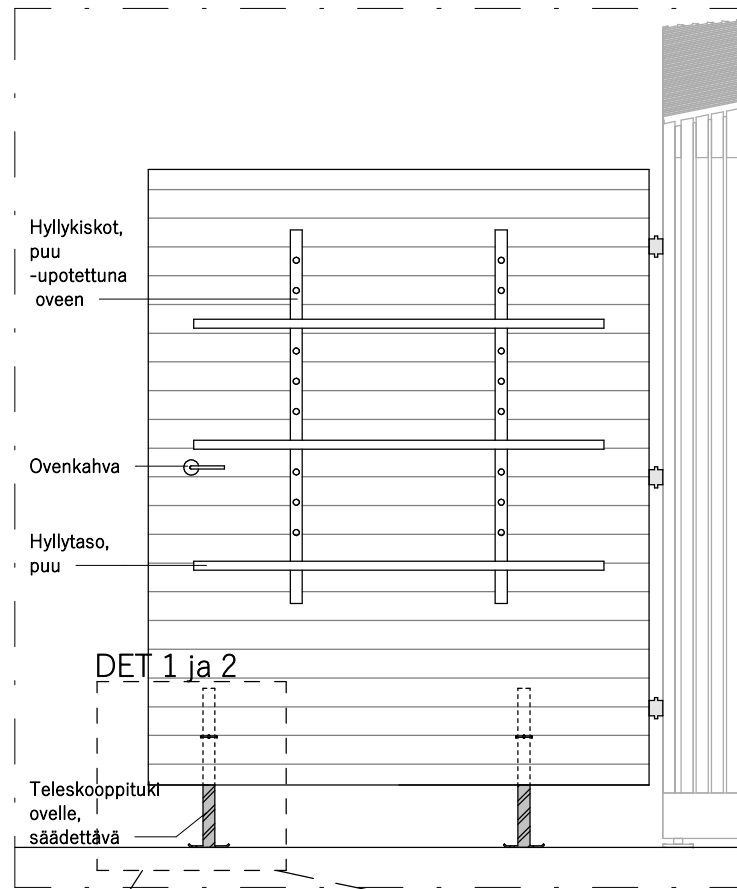 Hyllykiskot,
puu
-upotettuna
oveen
Ovenkahva
Hyllytaso,
puu
DET 1 ja 2
Teleskooppituki
ovelle,
säädettävä